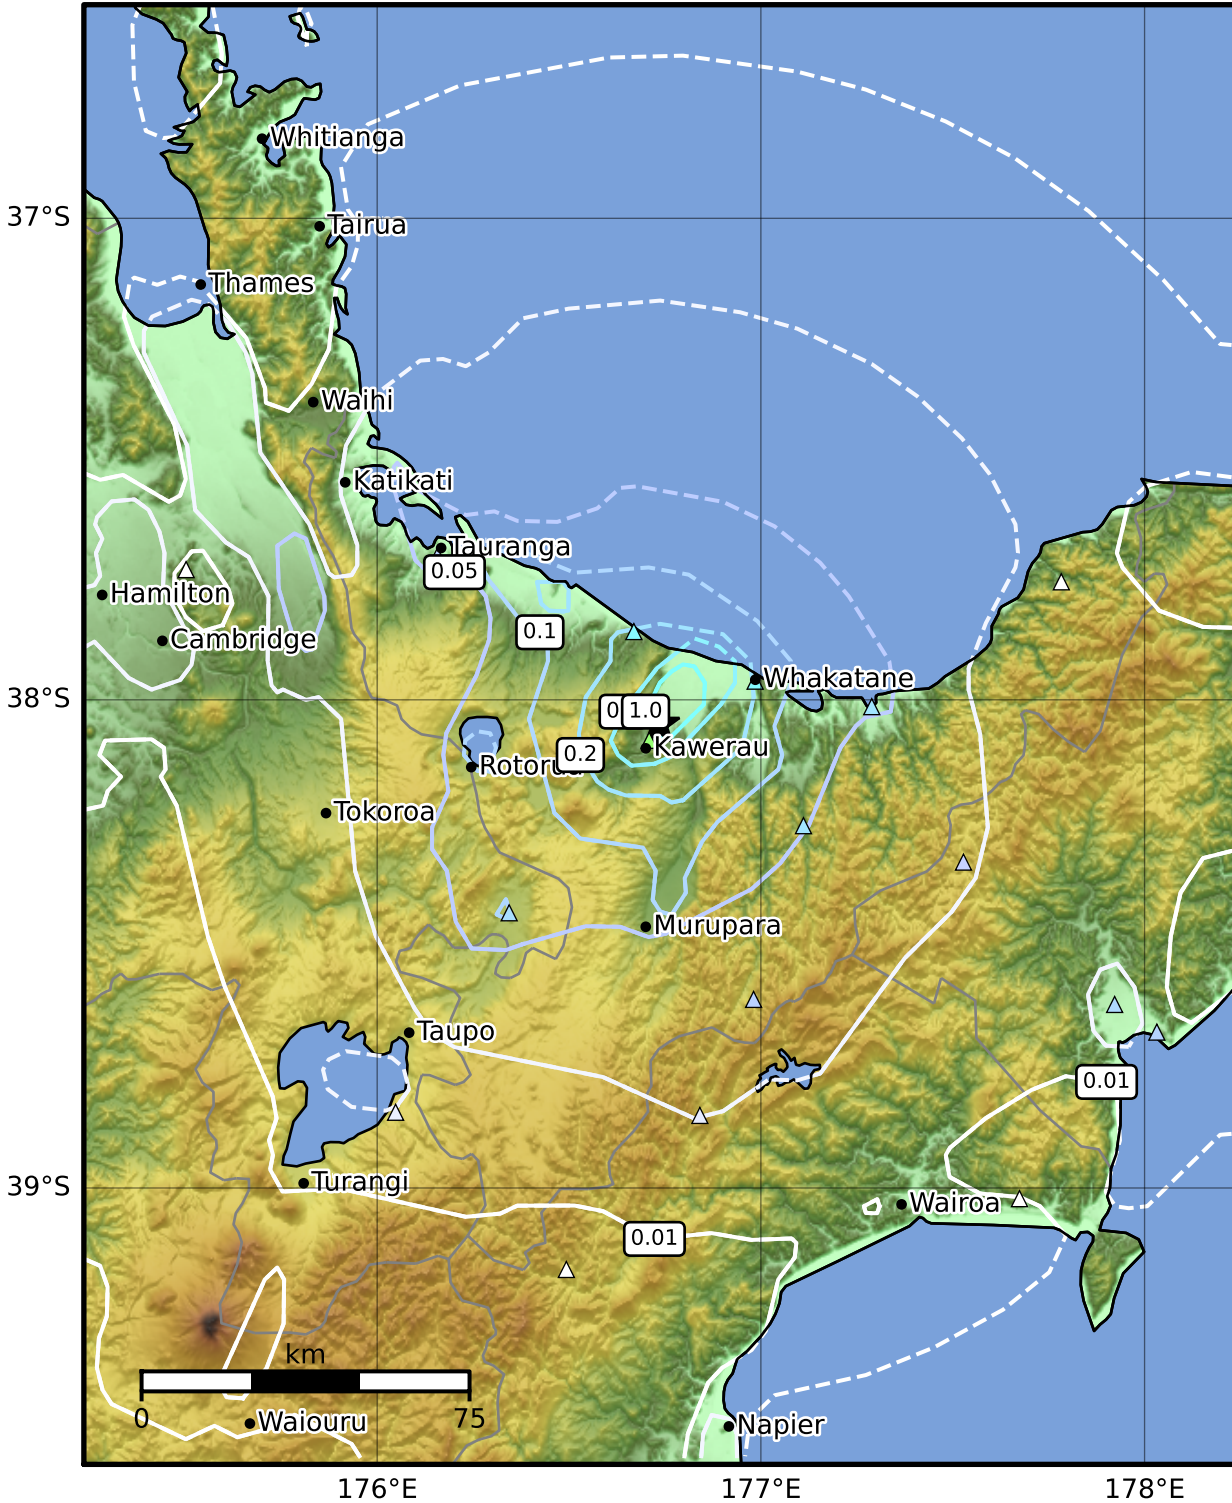 Whitianga
37°S
Tairua
Thames
Waihi
Katikati
Tauranga
0.05
Hamilton
0.1
Cambridge
Whakatane
1.0
0.2
Kawerau
Rotorua
Tokoroa
Murupara
Taupo
0.01
39°S
Turangi
Wairoa
0.01
km
0
75
Waiouru
Napier
38°S
176°E
177°E
178°E